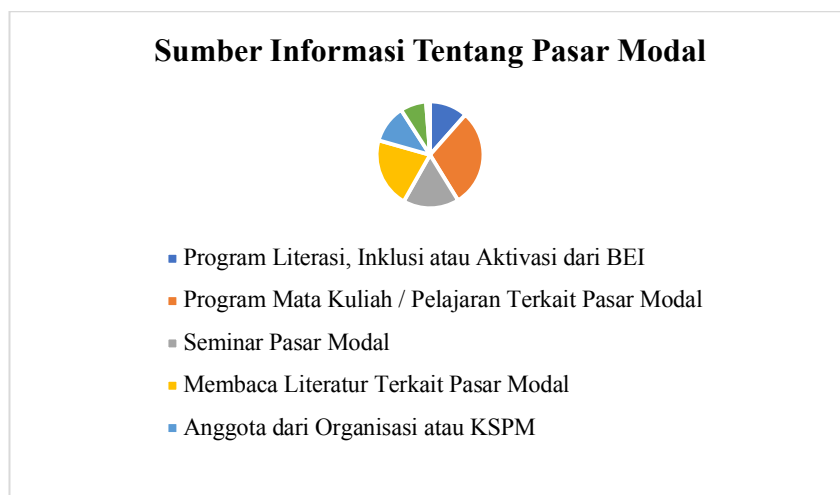 Sumber Informasi Tentang Pasar Modal
Program Literasi, Inklusi atau Aktivasi dari BEI
Program Mata Kuliah / Pelajaran Terkait Pasar Modal
Seminar Pasar Modal
Membaca Literatur Terkait Pasar Modal
Anggota dari Organisasi atau KSPM